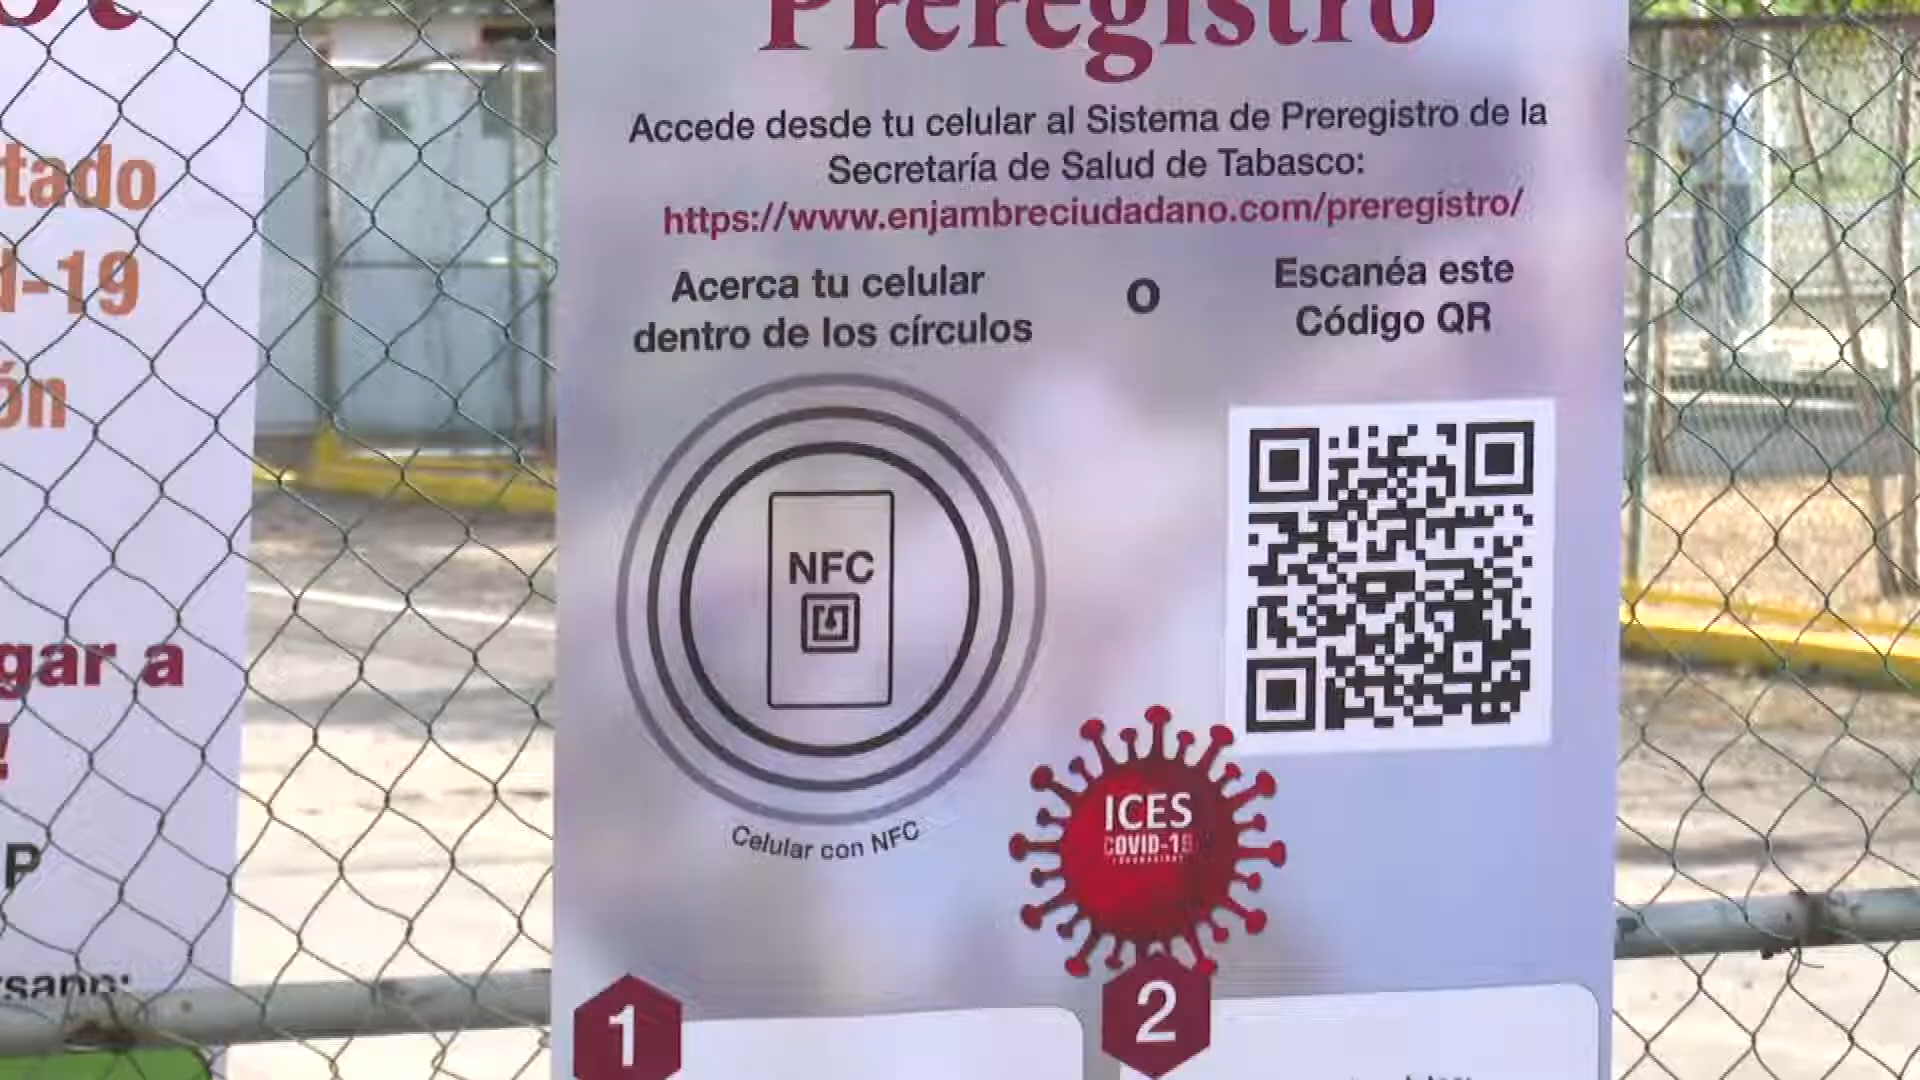 Preregistro
Accede desde tu celular al Sistema de Preregistro de la
Secretaría de Salud de Tabasco:
https://www.enjambreciudadano.com/preregistro/
Acerca tu celular
dentro de los círculos
O
Escanéa este
Código QR
NFC
Celular con NFC
ICES
COVID-19
1
2
tado
d-19
ón
gar a
!
P